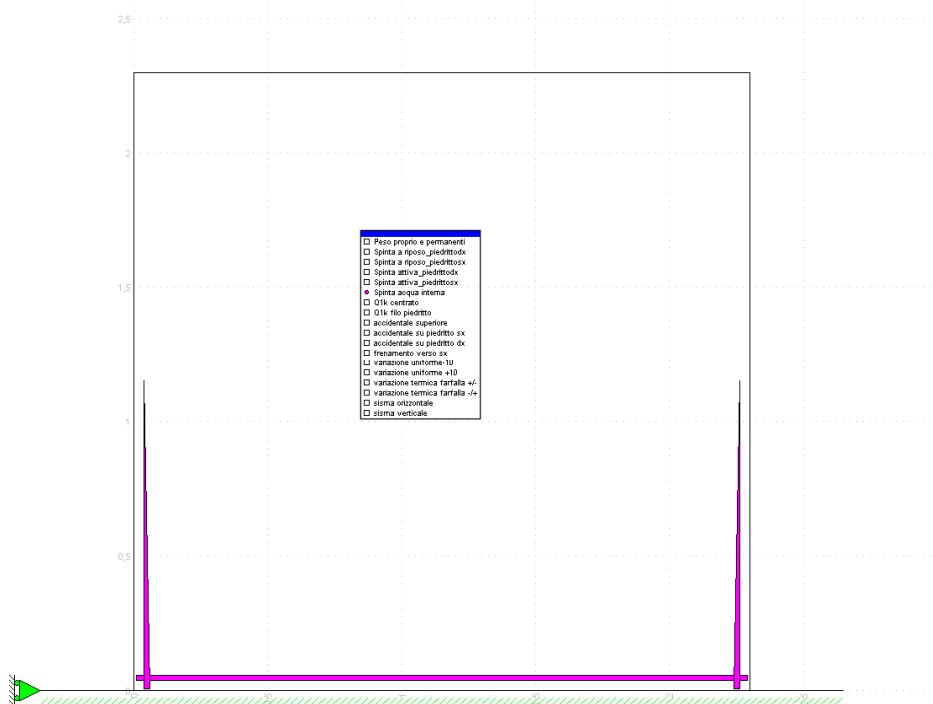 2,5
2
1,5
1
0,5
Peso proprio e permanenti
Spinta a riposo_piedrittodx
Spinta a riposo_piedrittosx
Spinta attiva_piedrittodx
Spinta attiva_piedrittosx
Spinta acqua interna
Q1k centrato
Q1k filo piedritto
accidentale superiore
accidentale su piedritto sx
accidentale su piedritto dx
frenamento verso sx
variazione uniforme-10
variazione uniforme +10
variazione termica farfalla +/-
variazione termica farfalla -/+
sisma orizzontale
sisma verticale